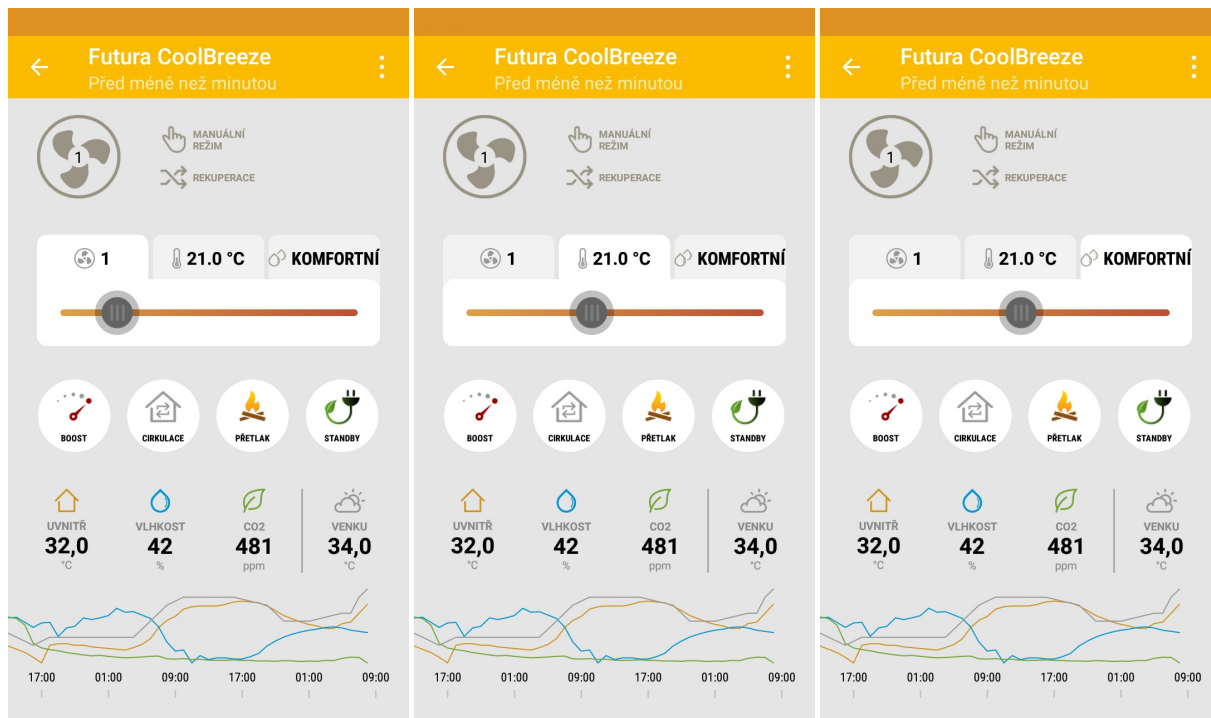 Futura CoolBreeze
Před méně než minutou
1
MANUÁLNÍ
REŽIM
REKUPERACE
1 21.0 °C KOMFORTNÍ
BOOST CIRKULACE PŘETLAK STANDBY
UVNITŘ VLHKOST CO2 VENKU
32,0 42 481 34,0
°C % ppm °C
17:00 01:00 09:00 17:00 01:00 09:00
Futura CoolBreeze
Před méně než minutou
1
MANUÁLNÍ
REŽIM
REKUPERACE
1 21.0 °C KOMFORTNÍ
BOOST CIRKULACE PŘETLAK STANDBY
UVNITŘ VLHKOST CO2 VENKU
32,0 42 481 34,0
°C % ppm °C
17:00 01:00 09:00 17:00 01:00 09:00
Futura CoolBreeze
Před méně než minutou
1
MANUÁLNÍ
REŽIM
REKUPERACE
1 21.0 °C KOMFORTNÍ
BOOST CIRKULACE PŘETLAK STANDBY
UVNITŘ VLHKOST CO2 VENKU
32,0 42 481 34,0
°C % ppm °C
17:00 01:00 09:00 17:00 01:00 09:00